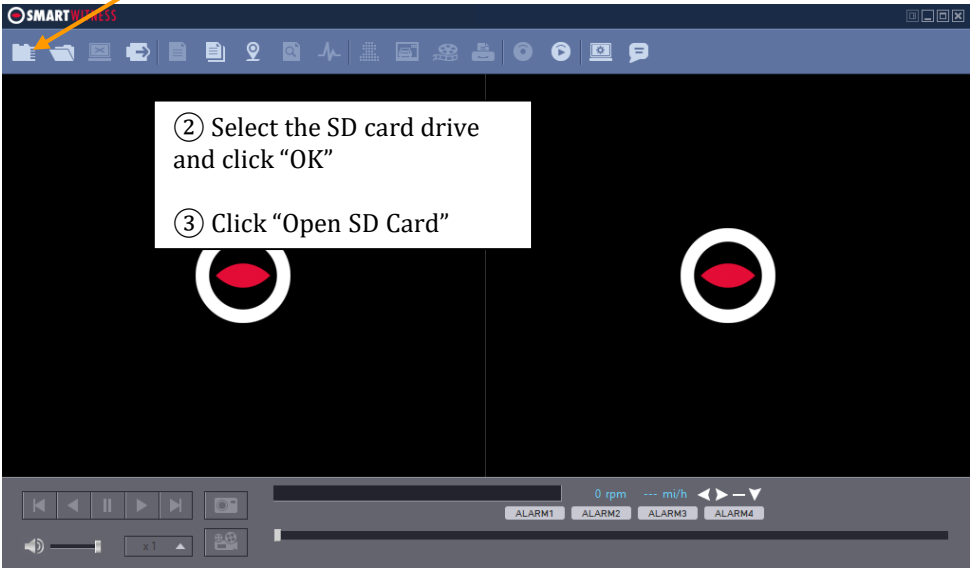 SMARTWITNESS
② Select the SD card drive
and click “OK”
③ Click “Open SD Card”
0 rpm --- mi/h
ALARM1 ALARM2 ALARM3 ALARM4
x1